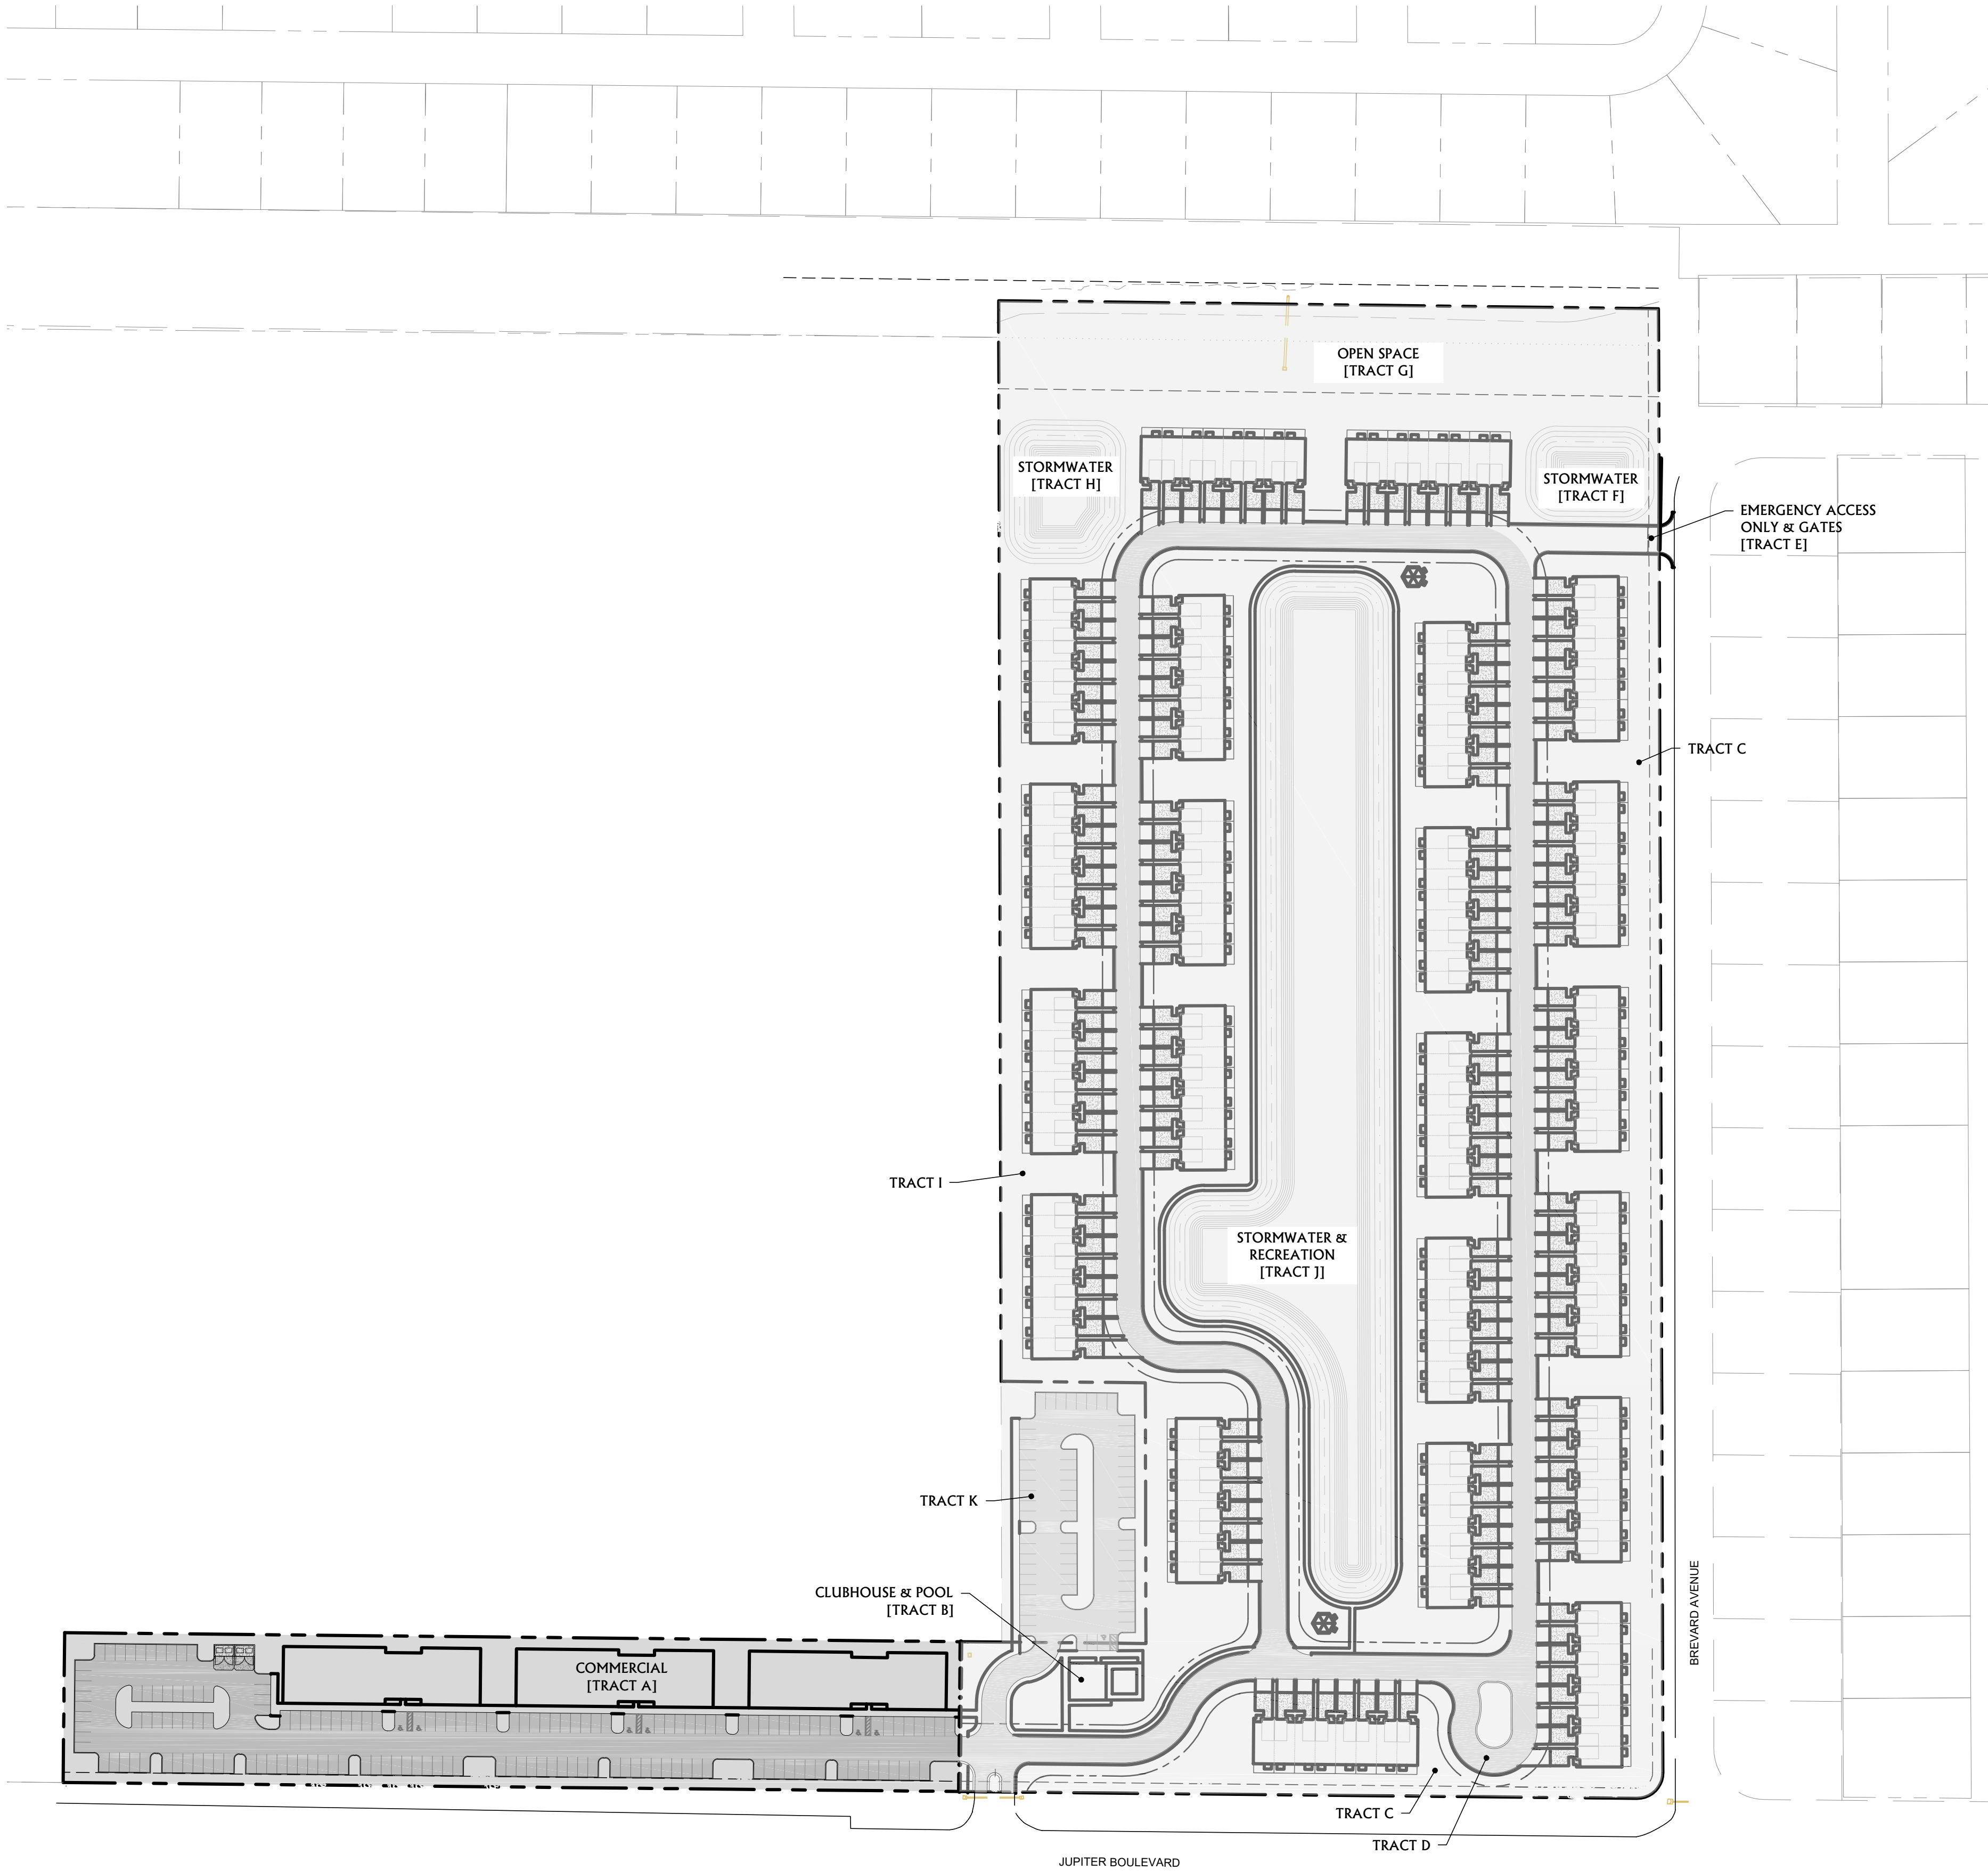 OPEN SPACE
[TRACT G]
STORMWATER
[TRACT H]
STORMWATER
[TRACT F]
EMERGENCY ACCESS
ONLY & GATES
[TRACT E]
TRACT C
TRACT I
STORMWATER &
RECREATION
[TRACT J]
TRACT K
CLUBHOUSE & POOL
[TRACT B]
BREVARD AVENUE
COMMERCIAL
[TRACT A]
TRACT C
TRACT D
JUPITER BOULEVARD